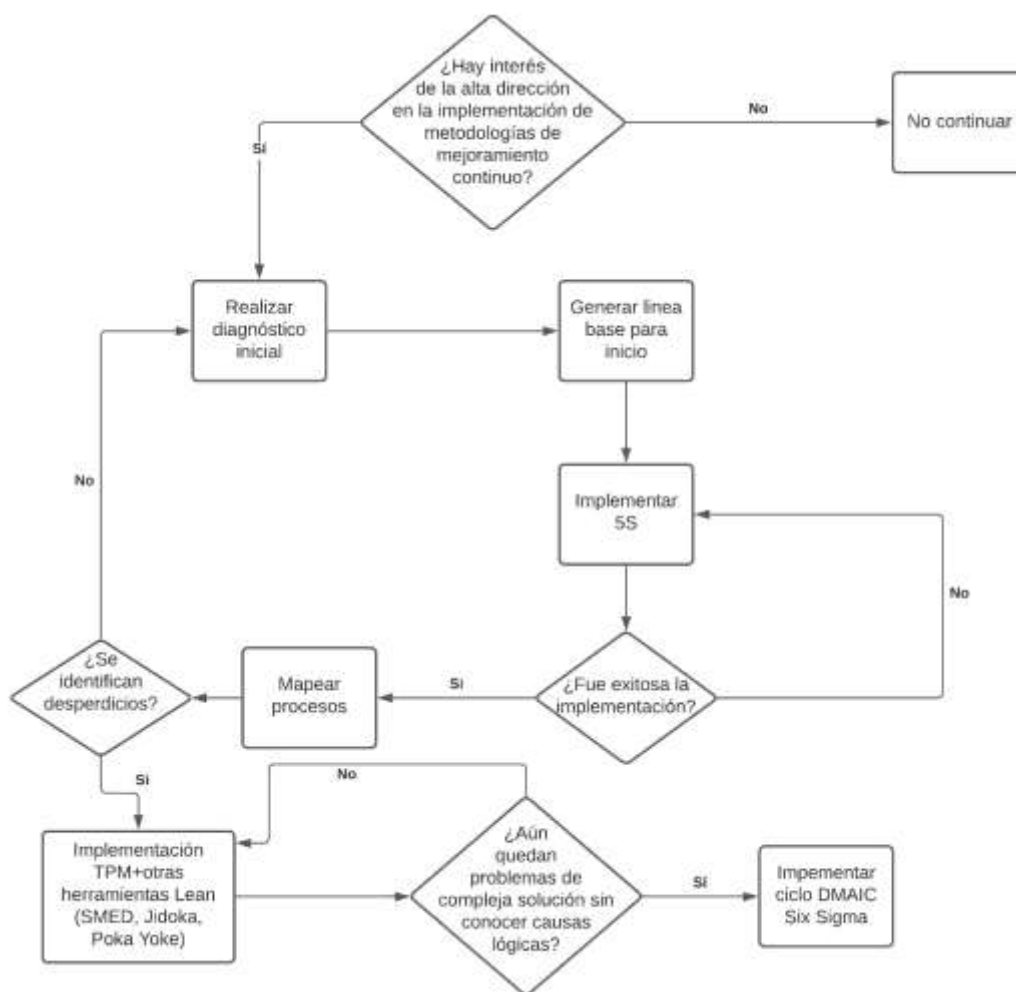 ¿Hay interés
de la alta dirección
en la implementación de
metodologías de
mejoramiento
continuo?
No
No continuar
Sí
Realizar
diagnóstico
inicial
Generar linea
base para
inicio
No
Implementar
5S
No
¿Se
identifican
desperdicios?
Mapear
procesos
Sí
¿Fue exitosa la
implementación?
Sí
No
Implementación
TPM+otras
herramientas Lean
(SMED, Jidoka,
Poka Yoke)
¿Aún
quedan
problemas de
compleja solución sin
conocer causas
lógicas?
Sí
Impementar
ciclo DMAIC
Six Sigma